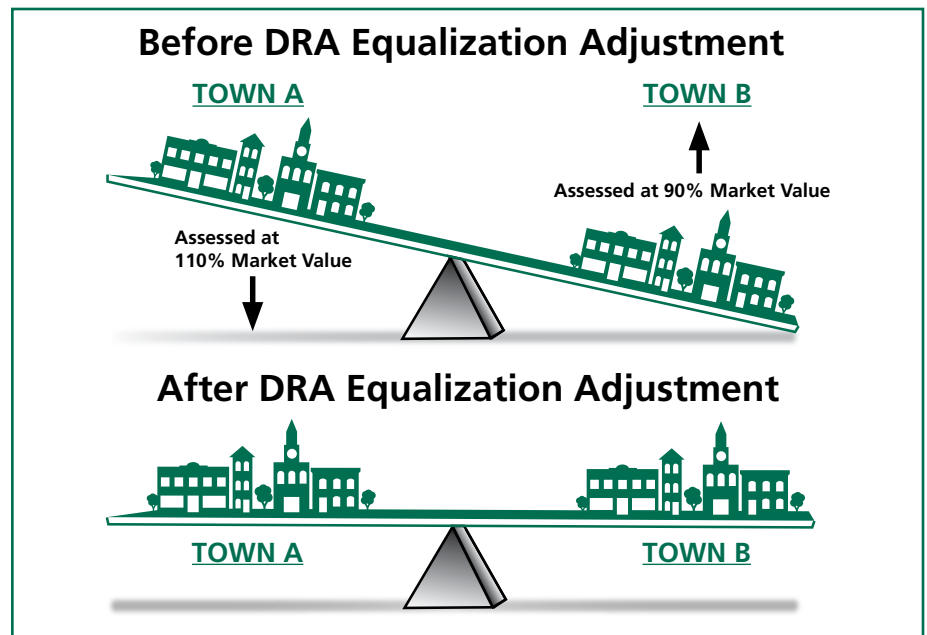 Before DRA Equalization Adjustment
TOWN A
TOWN B
Assessed at 90% Market Value
Assessed at
110% Market Value
After DRA Equalization Adjustment
TOWN A
TOWN B